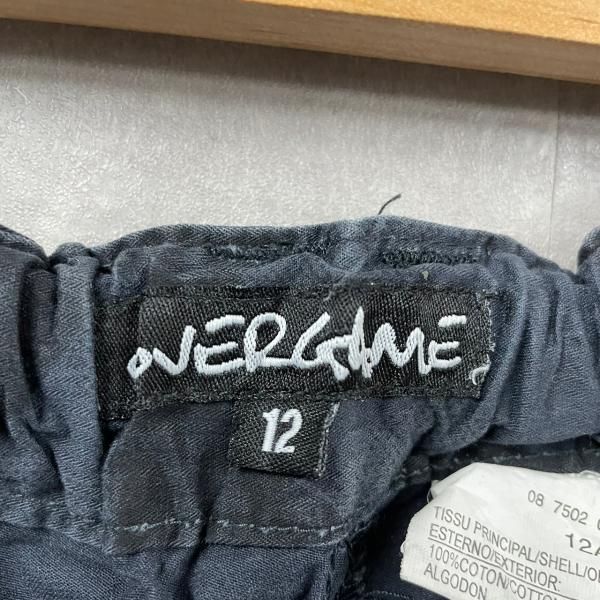 OVERGAME
12
08 7502
12A
TISSU PRINCIPAL/SHELL/O
ESTERNO/EXTERIOR:
100%COTON/COTTON
ALGODON